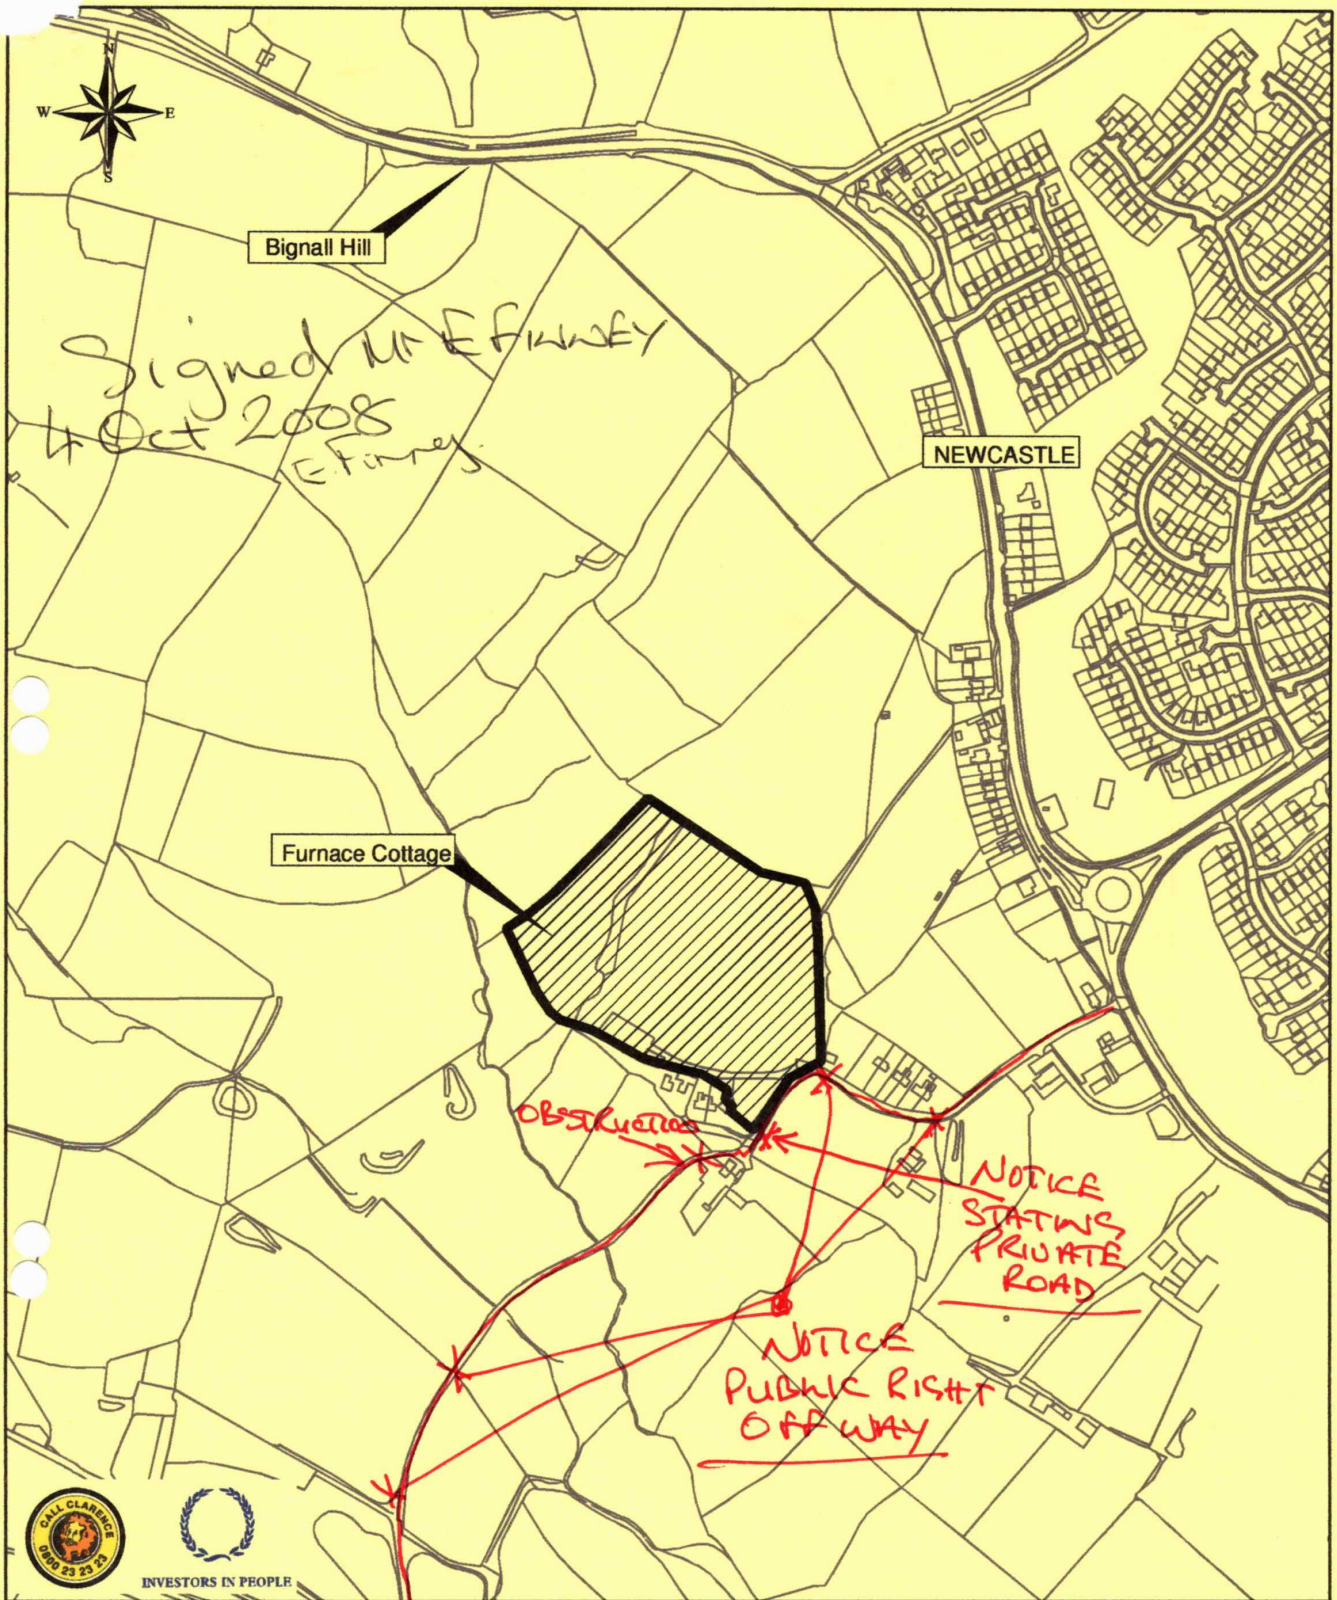 N
W
E
S
Bignall Hill
Signed Mr E FINNEY
4 Oct 2008
E. Finney.
NEWCASTLE
Furnace Cottage
OBSTRUCTION
NOTICE
STATING
PRIVATE
ROAD
NOTICE
PUBLIC RIGHT
OFF WAY
CALL CLARENCE
0800 23 23 23
INVESTORS IN PEOPLE